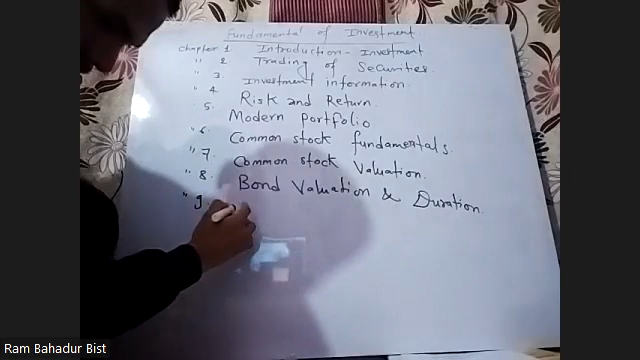 Fundamental of Investment.
Chapter 1 Introduction - Investment
" 2 Trading of Securities.
" 3. Investment information.
" 4. Risk and Return.
5. Modern portfolio
" 6. Common stock fundamentals.
" 7. Common stock Valuation.
" 8. Bond Valuation & Duration.
" 9.
Ram Bahadur Bist